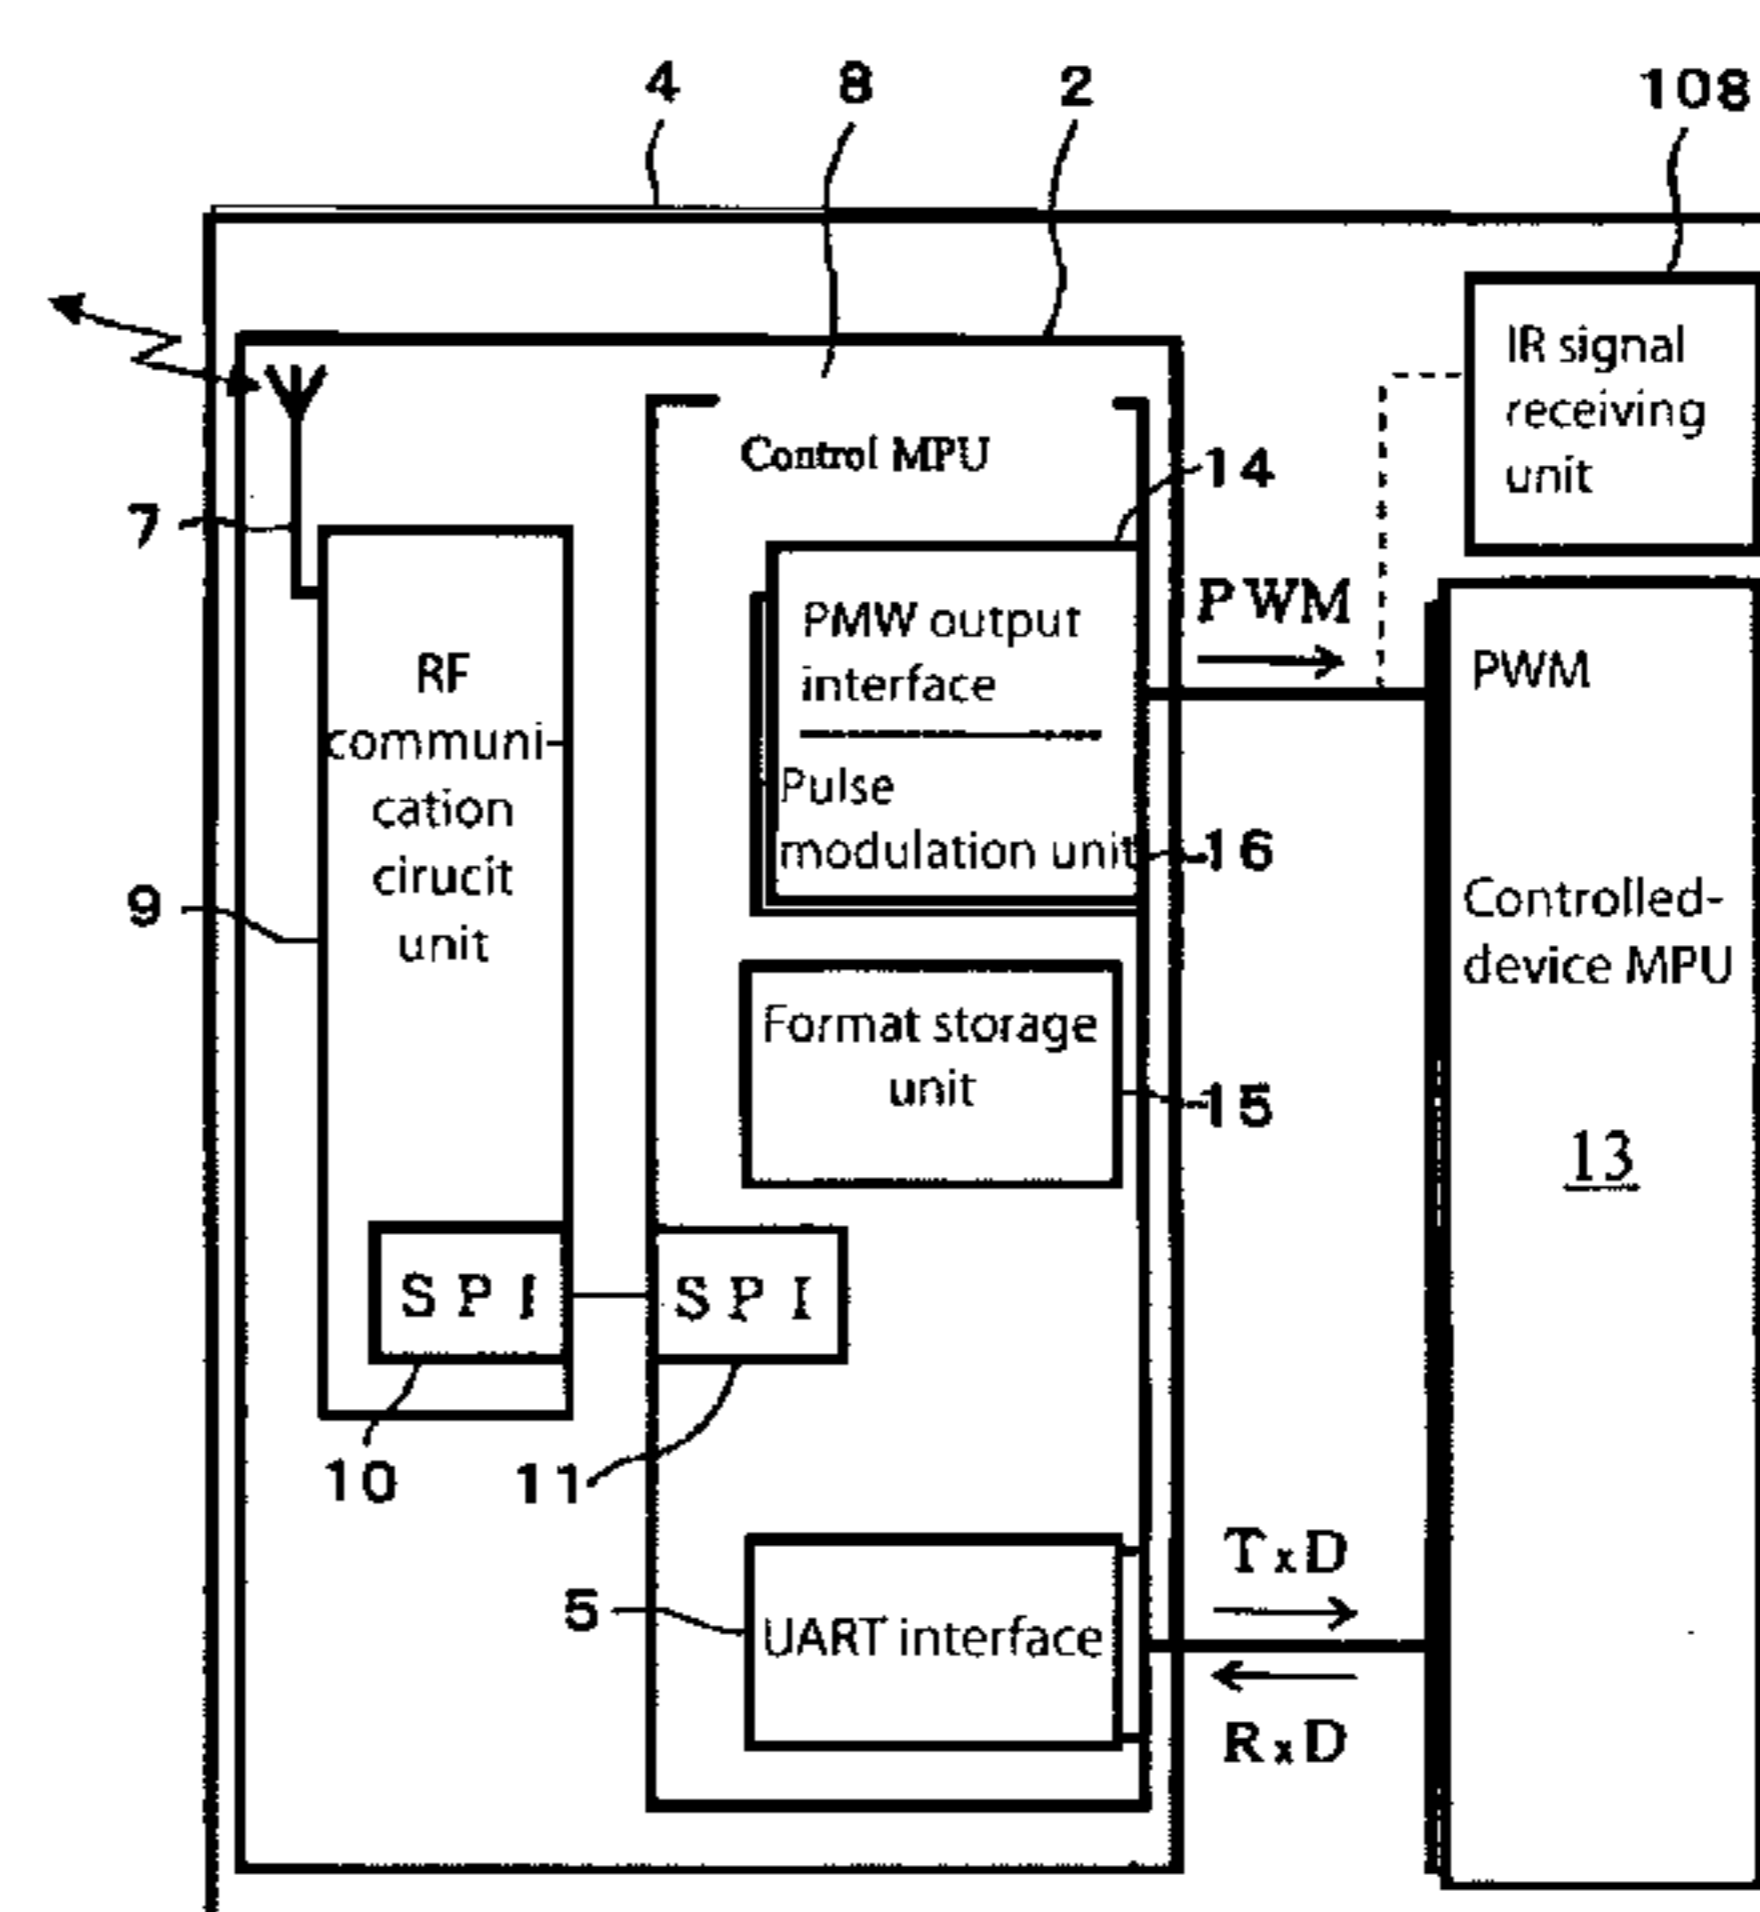 4
8
2
108
IR signal
receiving
unit
Control MPU
14
7
PWM
PMW output
interface
PWM
RF
communi-
cation
cirucit
unit
Pulse
modulation unit
16
9
Controlled-
device MPU
Format storage
unit
15
13
S P I
S P I
10
11
TxD
5
UART interface
RxD